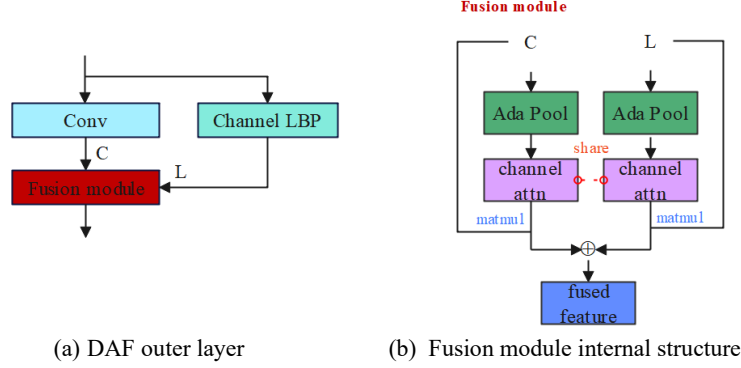 Fusion module
C
L
Conv
Channel LBP
Ada Pool
Ada Pool
C
share
L
Fusion module
channel
attn
channel
attn
matmul
matmul
fused
feature
(a) DAF outer layer
(b) Fusion module internal structure